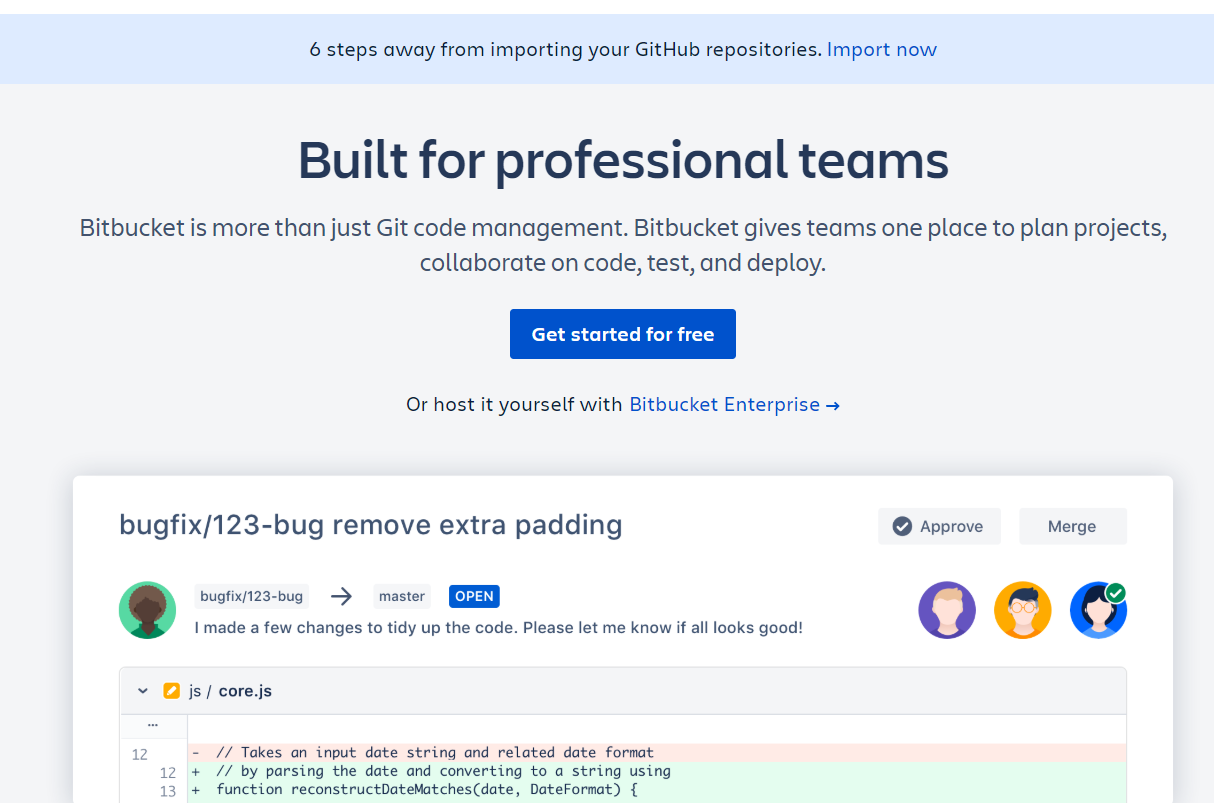 6 steps away from importing your GitHub repositories. Import now
Built for professional teams
Bitbucket is more than just Git code management. Bitbucket gives teams one place to plan projects,
collaborate on code, test, and deploy.
Get started for free
Or host it yourself with Bitbucket Enterprise →
bugfix/123-bug remove extra padding
Approve
Merge
bugfix/123-bug → master OPEN
I made a few changes to tidy up the code. Please let me know if all looks good!
js / core.js
...
12 - // Takes an input date string and related date format
12 + // by parsing the date and converting to a string using
13 + function reconstructDateMatches(date, DateFormat) {